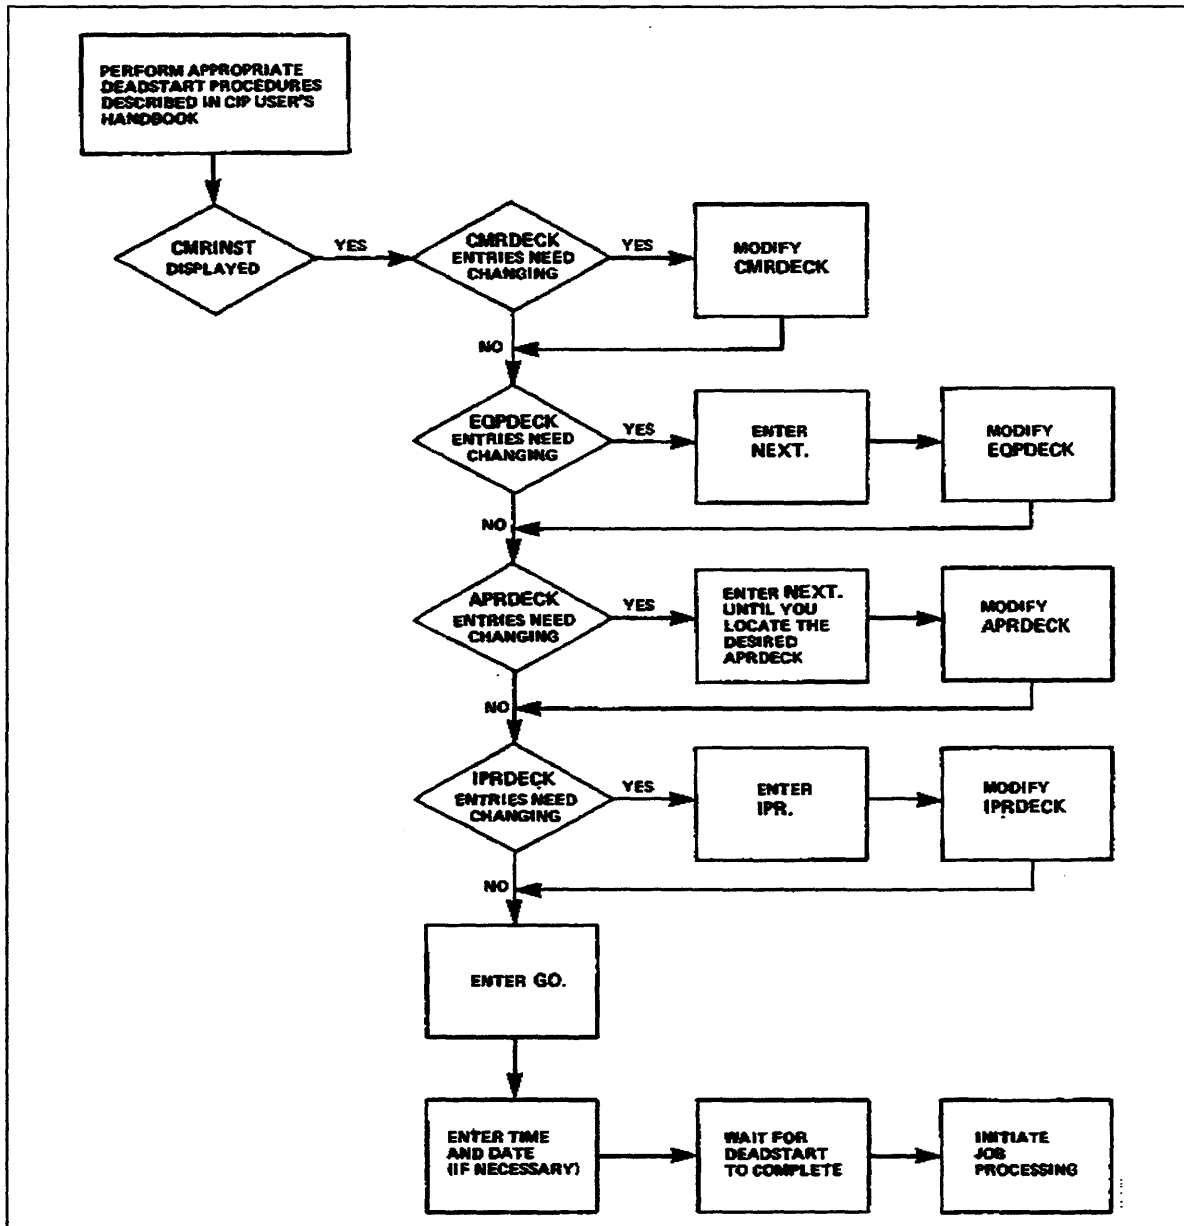 PERFORM APPROPRIATE
DEADSTART PROCEDURES
DESCRIBED IN CIP USER'S
HANDBOOK
CMRINST
DISPLAYED
YES
CMRDECK
ENTRIES NEED
CHANGING
YES
MODIFY
CMRDECK
NO
EQPDECK
ENTRIES NEED
CHANGING
YES
ENTER
NEXT.
MODIFY
EQPDECK
NO
APRDECK
ENTRIES NEED
CHANGING
YES
ENTER NEXT.
UNTIL YOU
LOCATE THE
DESIRED
APRDECK
MODIFY
APRDECK
NO
IPRDECK
ENTRIES NEED
CHANGING
YES
ENTER
IPR.
MODIFY
IPRDECK
NO
ENTER GO.
ENTER TIME
AND DATE
(IF NECESSARY)
WAIT FOR
DEADSTART
TO COMPLETE
INITIATE
JOB
PROCESSING